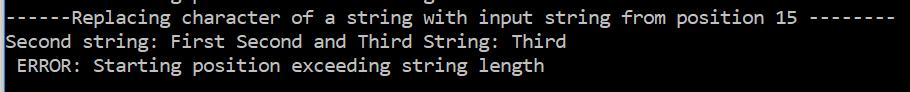 ------Replacing character of a string with input string from position 15 --------
Second string: First Second and Third String: Third
 ERROR: Starting position exceeding string length